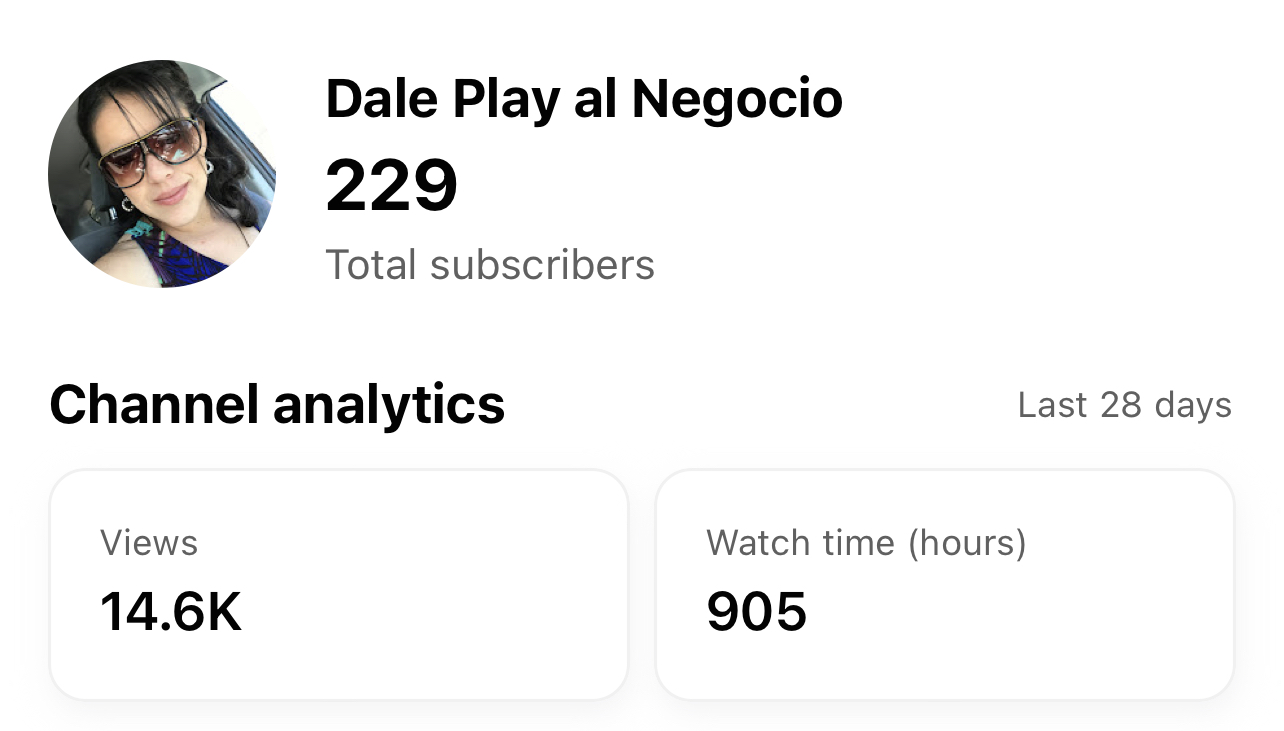 Dale Play al Negocio
229
Total subscribers
Channel analytics
Last 28 days
Views
14.6K
Watch time (hours)
905